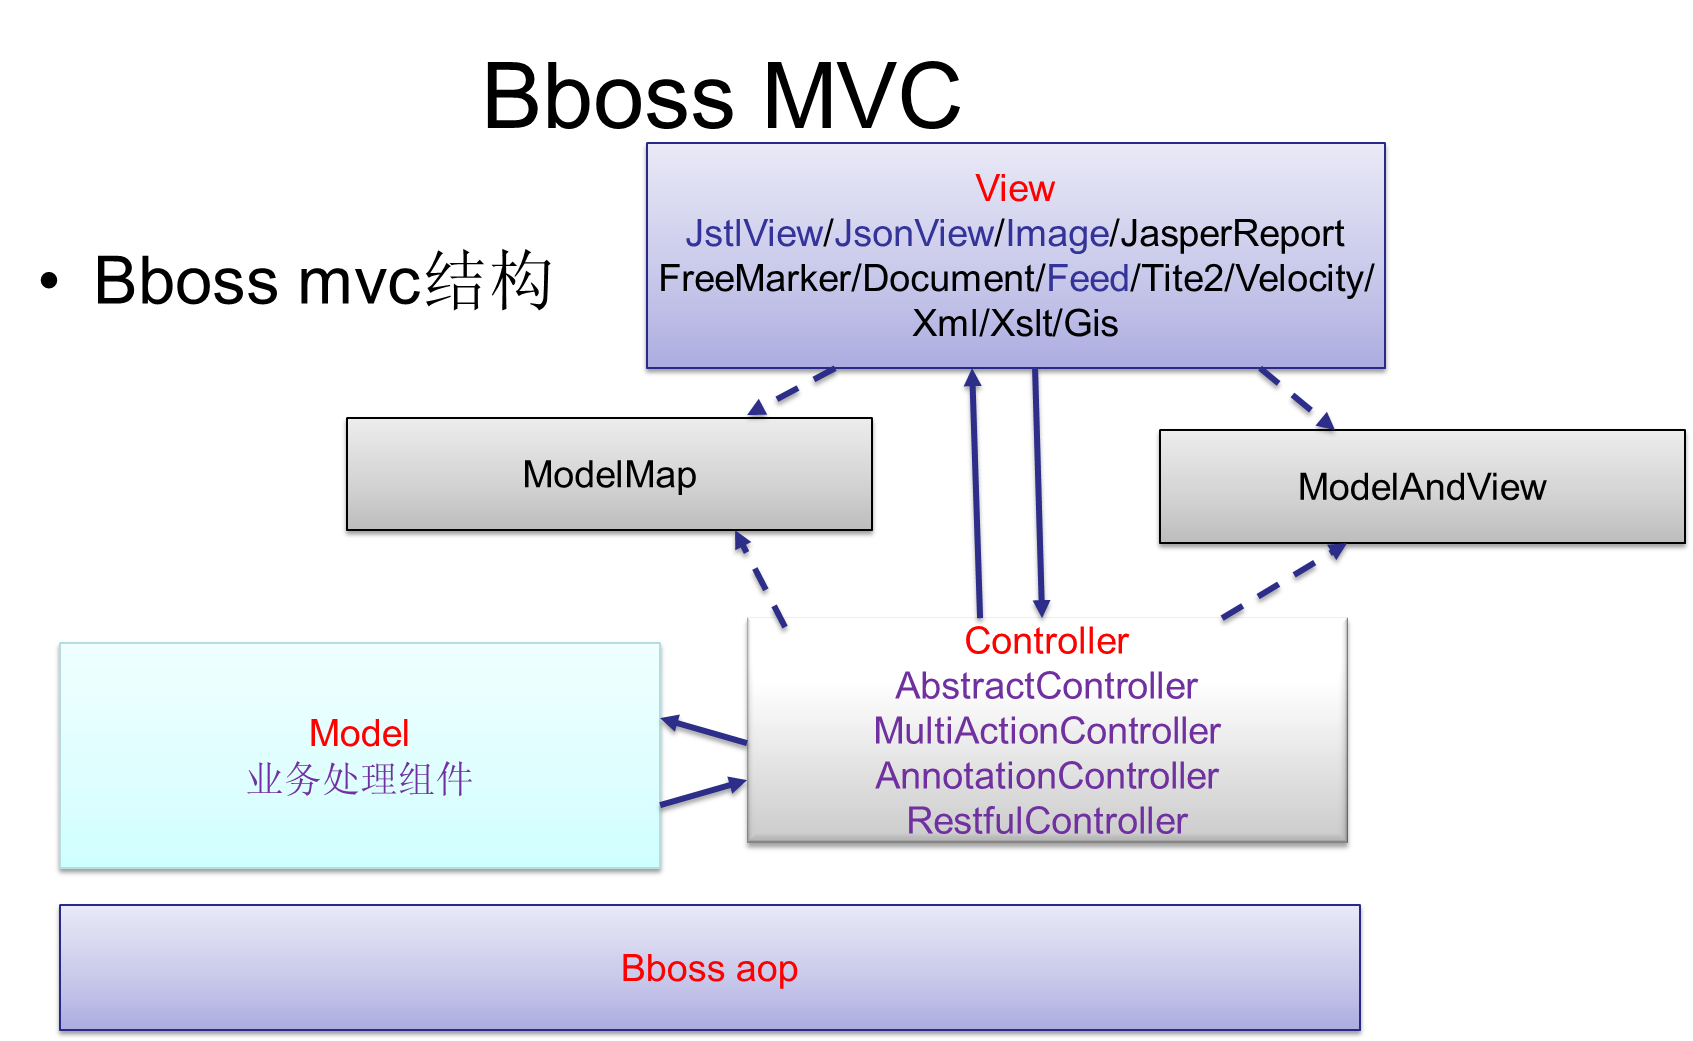 Bboss MVC
• Bboss mvc结构
View
JstlView/JsonView/Image/JasperReport
FreeMarker/Document/Feed/Tite2/Velocity/
Xml/Xslt/Gis
ModelMap
ModelAndView
Controller
AbstractController
MultiActionController
AnnotationController
RestfulController
Model
业务处理组件
Bboss aop